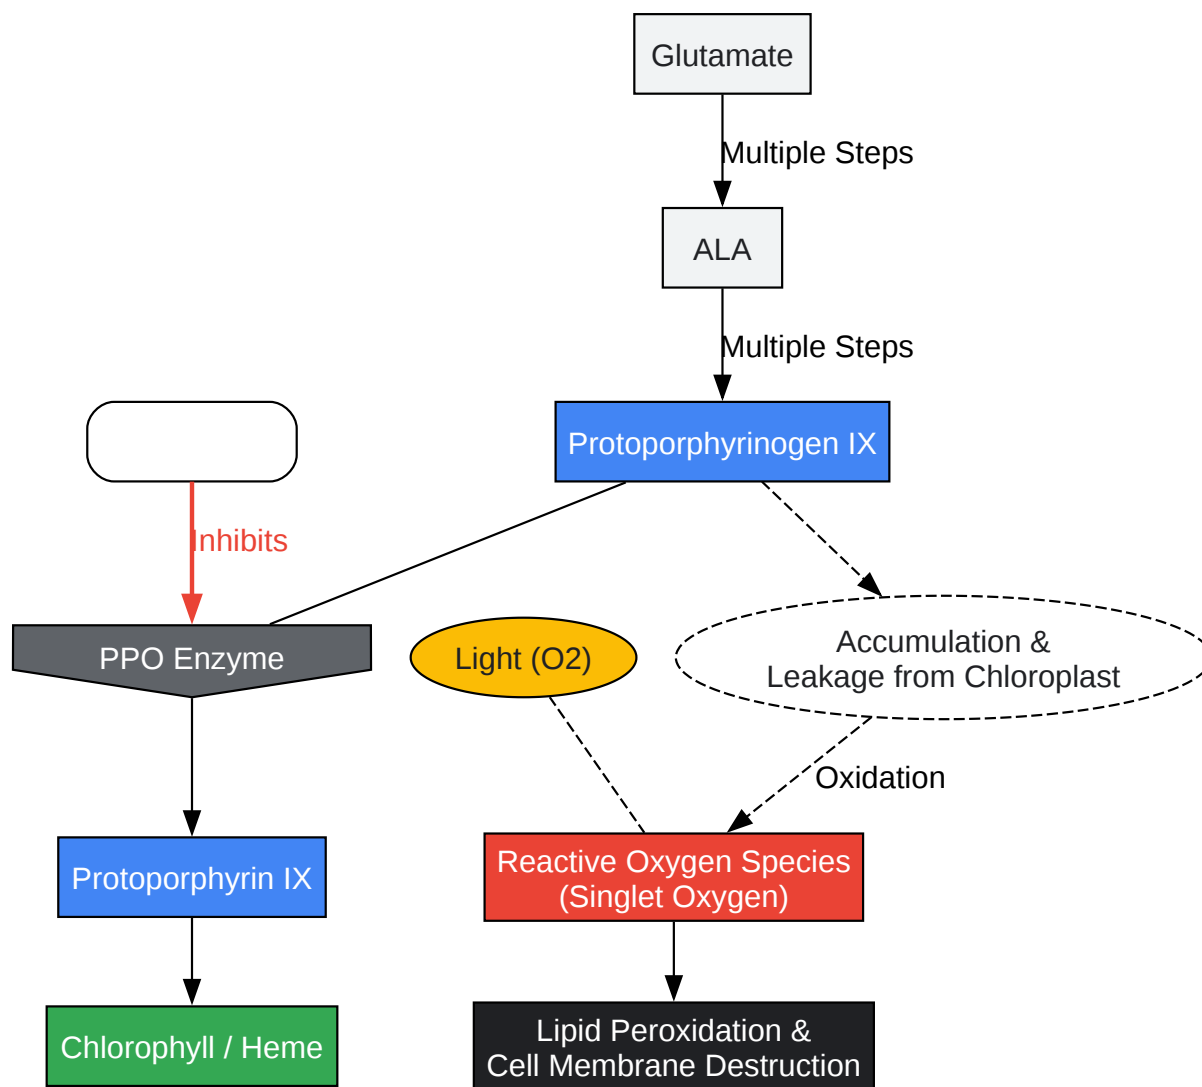 Glutamate
Multiple Steps
ALA
Multiple Steps
Protoporphyrinogen IX
Inhibits
PPO Enzyme
Light (O2)
Accumulation &
Leakage from Chloroplast
Oxidation
Protoporphyrin IX
Reactive Oxygen Species
(Singlet Oxygen)
Chlorophyll / Heme
Lipid Peroxidation &
Cell Membrane Destruction